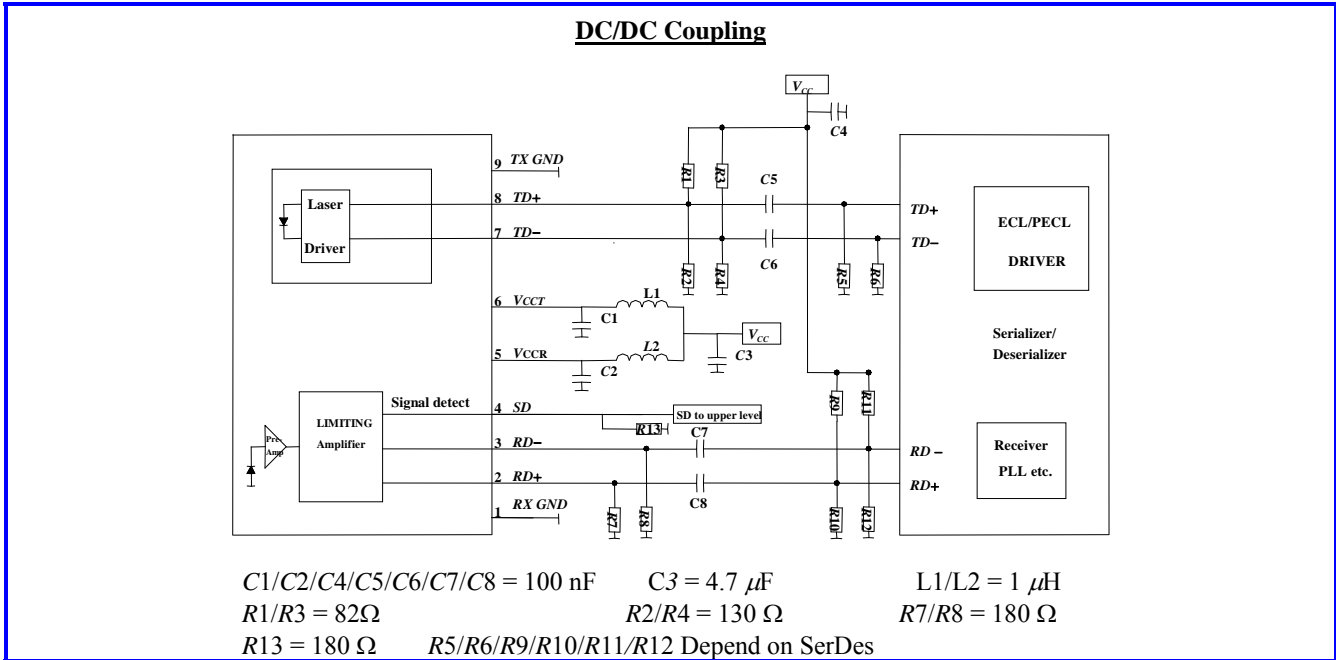 DC/DC Coupling
VCC
C4
9 TX GND
R1
R3
C5
Laser
Driver
8 TD+
TD+
7 TD−
TD−
C6
ECL/PECL
DRIVER
R2
R4
R5
R6
6 VCCT
L1
C1
VCC
5 VCCR
L2
C2
C3
Serializer/
Deserializer
Signal detect
4 SD
SD to upper level
R13
R9
R11
LIMITING
Amplifier
Pre-
Amp
3 RD−
C7
RD −
2 RD+
C8
RD+
Receiver
PLL etc.
1 RX GND
R7
R8
R10
R12
C1/C2/C4/C5/C6/C7/C8 = 100 nF C3 = 4.7 µF L1/L2 = 1 µH
R1/R3 = 82Ω R2/R4 = 130 Ω R7/R8 = 180 Ω
R13 = 180 Ω R5/R6/R9/R10/R11/R12 Depend on SerDes